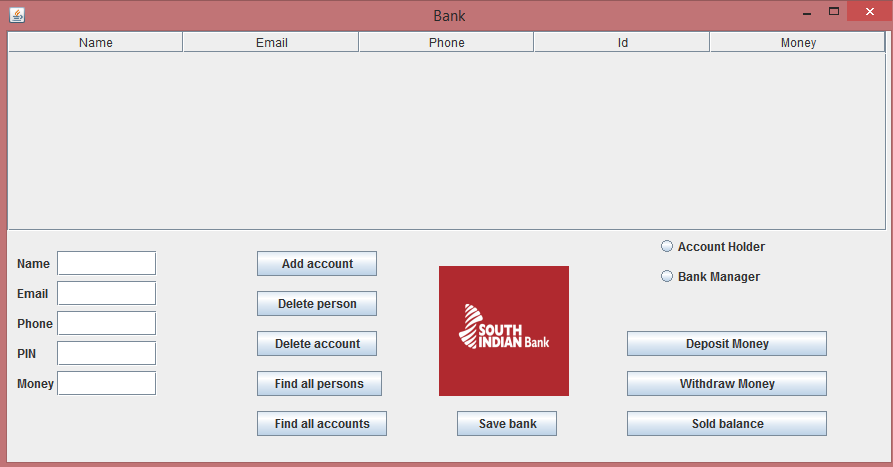 Bank
Name Email Phone Id Money
Name
Email
Phone
PIN
Money
Add account
Delete person
Delete account
Find all persons
Find all accounts
SOUTH
INDIAN Bank
Save bank
Account Holder
Bank Manager
Deposit Money
Withdraw Money
Sold balance